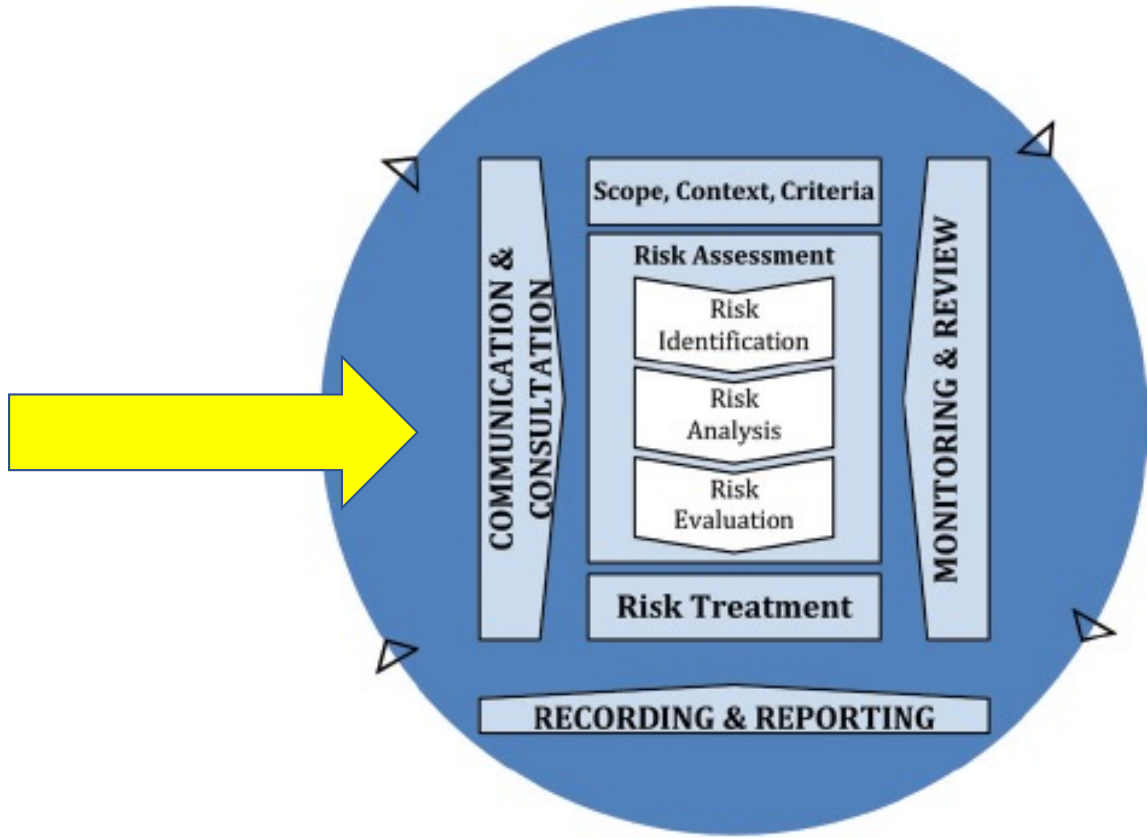 Scope, Context, Criteria
Risk Assessment
Risk
Identification
Risk
Analysis
Risk
Evaluation
Risk Treatment
COMMUNICATION &
CONSULTATION
MONITORING & REVIEW
RECORDING & REPORTING